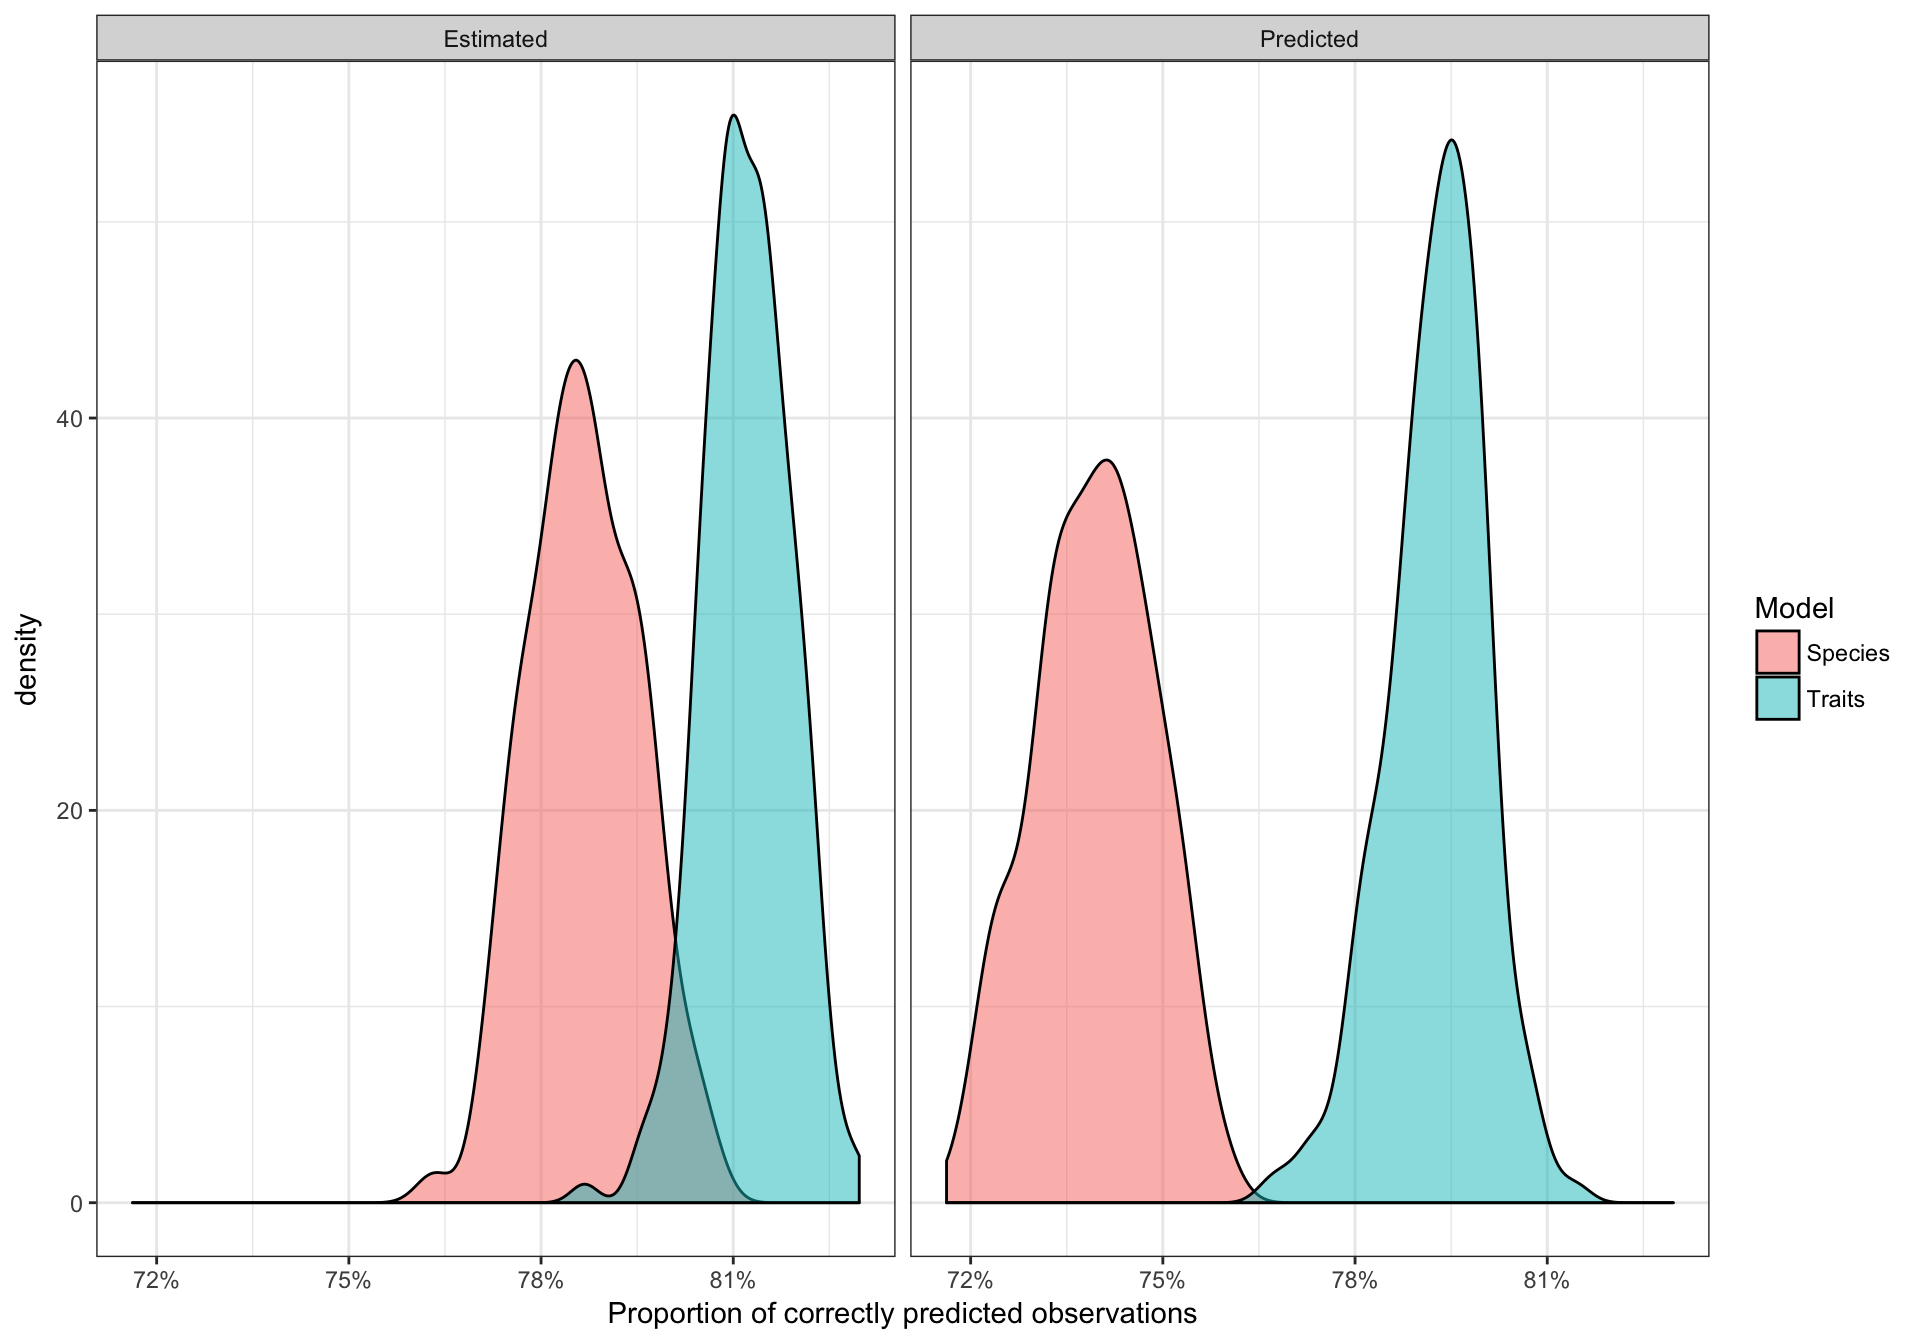 Estimated
Predicted
density
40
20
0
72%
75%
78%
81%
72%
75%
78%
81%
Proportion of correctly predicted observations
Model
Species
Traits